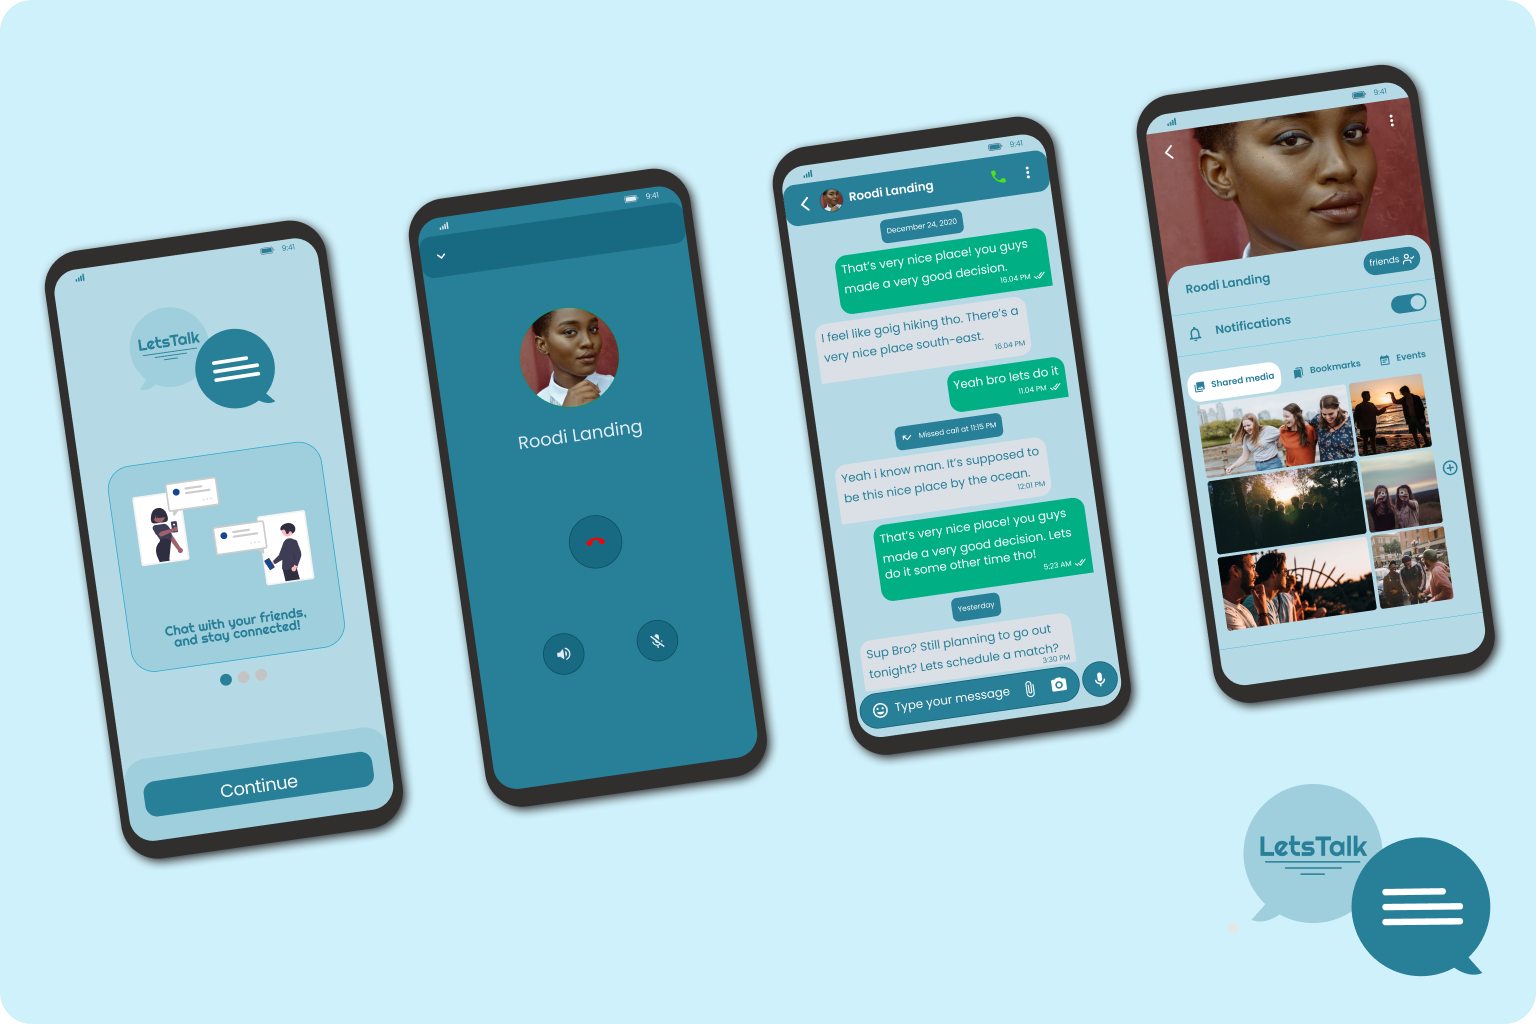 9:41
LetsTalk
Chat with your friends,
and stay connected!
Continue
9:41
Roodi Landing
9:41
Roodi Landing
December 24, 2020
That's very nice place! you guys
made a very good decision.
16.04 PM
I feel like goig hiking tho. There's a
very nice place south-east.
16.04 PM
Yeah bro lets do it
11.04 PM
Missed call at 11:15 PM
Yeah i know man. It's supposed to
be this nice place by the ocean.
12:01 PM
That's very nice place! you guys
made a very good decision. Lets
do it some other time tho!
5:23 AM
Yesterday
Sup Bro? Still planning to go out
tonight? Lets schedule a match?
3:30 PM
Type your message
9:41
Roodi Landing
friends
Notifications
Shared media
Bookmarks
Events
LetsTalk